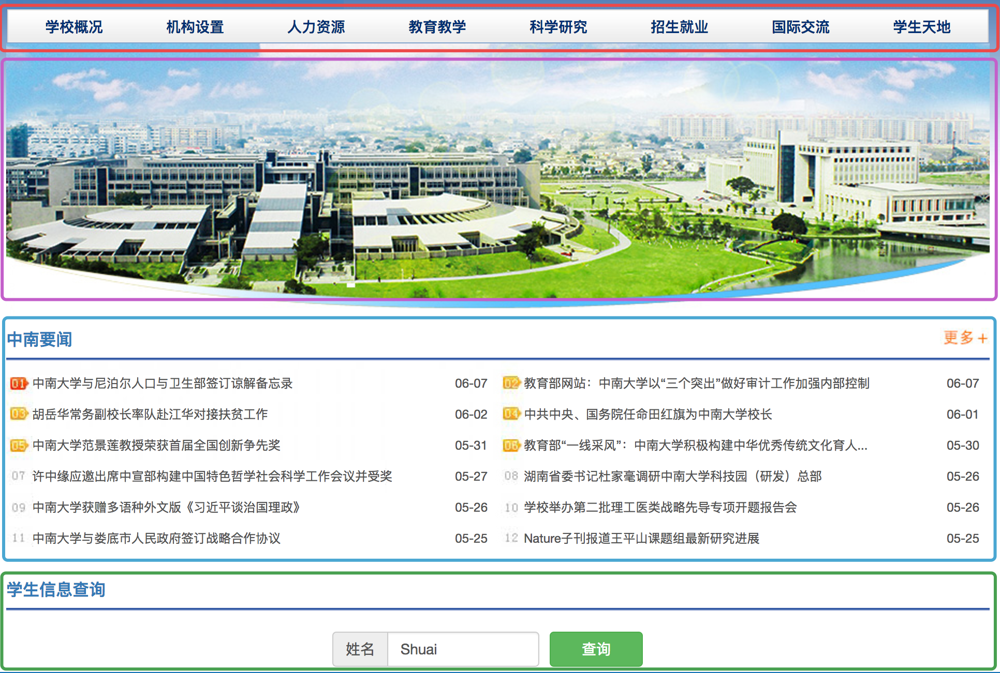 学校概况 机构设置 人力资源 教育教学 科学研究 招生就业 国际交流 学生天地
中南要闻 更多+
01 中南大学与尼泊尔人口与卫生部签订谅解备忘录 06-07
02 教育部网站：中南大学以“三个突出”做好审计工作加强内部控制 06-07
03 胡岳华常务副校长率队赴江华对接扶贫工作 06-02
04 中共中央、国务院任命田红旗为中南大学校长 06-01
05 中南大学范景莲教授荣获首届全国创新争先奖 05-31
06 教育部“一线采风”：中南大学积极构建中华优秀传统文化育人... 05-30
07 许中缘应邀出席中宣部构建中国特色哲学社会科学工作会议并受奖 05-27
08 湖南省委书记杜家毫调研中南大学科技园（研发）总部 05-26
09 中南大学获赠多语种外文版《习近平谈治国理政》 05-26
10 学校举办第二批理工医类战略先导专项开题报告会 05-26
11 中南大学与娄底市人民政府签订战略合作协议 05-25
12 Nature子刊报道王平山课题组最新研究进展 05-25
学生信息查询
姓名 Shuai 查询